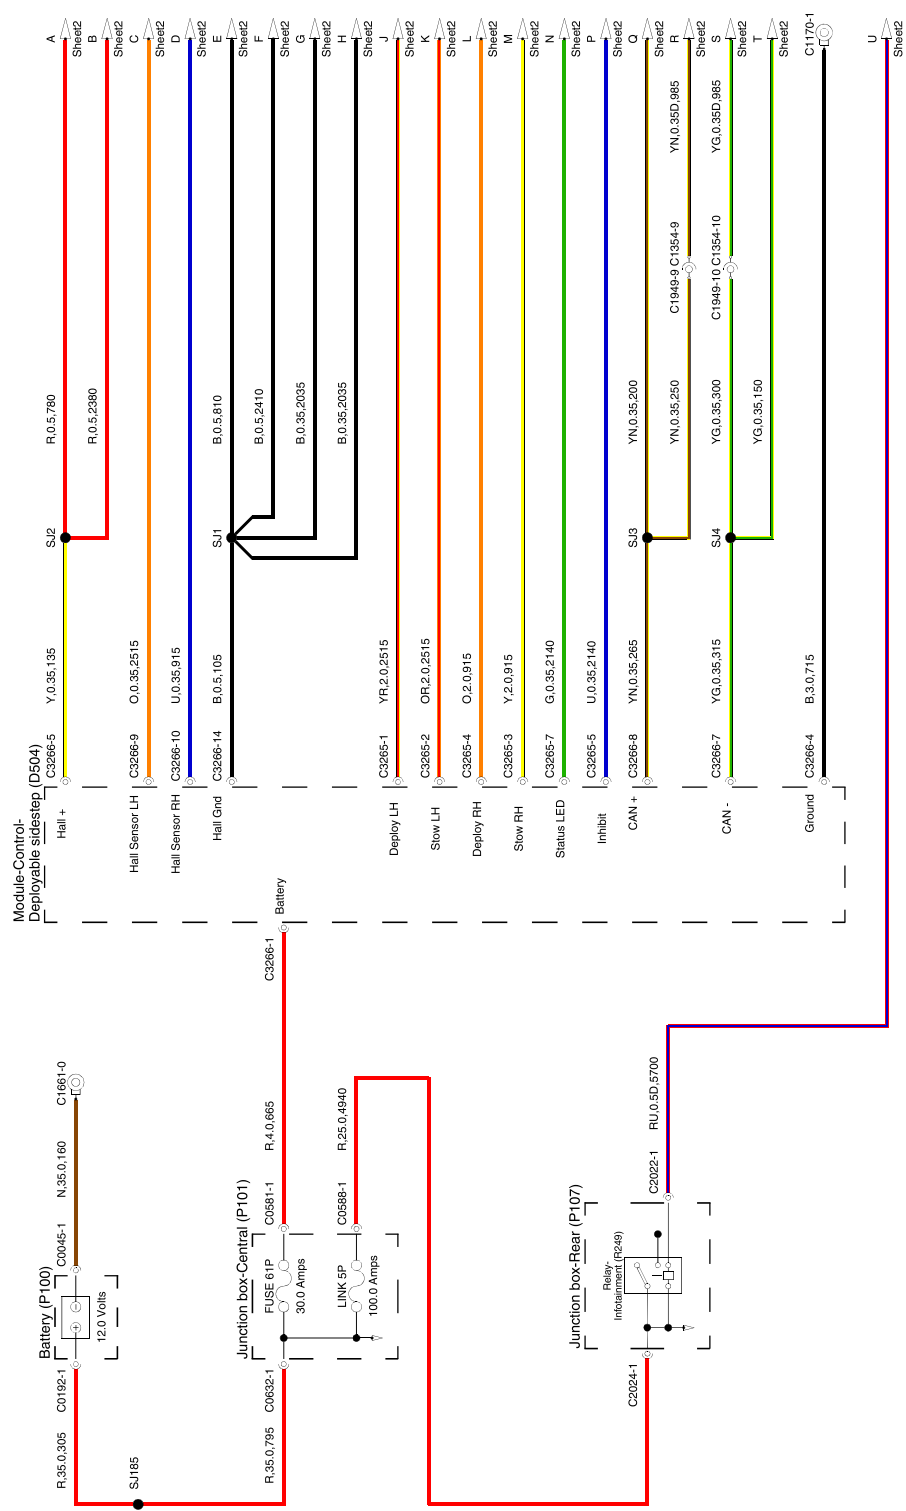 A
Sheet2
B
Sheet2
C
Sheet2
D
Sheet2
E
Sheet2
F
Sheet2
G
Sheet2
H
Sheet2
J
Sheet2
K
Sheet2
L
Sheet2
M
Sheet2
N
Sheet2
P
Sheet2
Q
Sheet2
R
Sheet2
S
Sheet2
T
Sheet2
C1170-1
U
Sheet2
YN,0.35D,985
YG,0.35D,985
C1354-9
C1949-9
C1354-10
C1949-10
R,0.5,780
R,0.5,2380
B,0.5,810
B,0.5,2410
B,0.35,2035
B,0.35,2035
YN,0.35,200
YN,0.35,250
YG,0.35,300
YG,0.35,150
SJ2
SJ1
SJ3
SJ4
Y,0.35,135
O,0.35,2515
U,0.35,915
B,0.5,105
YR,2.0,2515
OR,2.0,2515
O,2.0,915
Y,2.0,915
G,0.35,2140
U,0.35,2140
YN,0.35,265
YG,0.35,315
B,3.0,715
C3266-5
C3266-9
C3266-10
C3266-14
C3265-1
C3265-2
C3265-4
C3265-3
C3265-7
C3265-5
C3266-8
C3266-7
C3266-4
Module-Control-
Deployable sidestep (D504)
Hall +
Hall Sensor LH
Hall Sensor RH
Hall Gnd
Deploy LH
Stow LH
Deploy RH
Stow RH
Status LED
Inhibit
CAN +
CAN -
Ground
Battery
C3266-1
C1661-0
N,35.0,160
C0045-1
R,4.0,665
R,25.0,4940
C0581-1
C0588-1
RU,0.5D,5700
C2022-1
Battery (P100)
12.0 Volts
Junction box-Central (P101)
FUSE 61P
30.0 Amps
LINK 5P
100.0 Amps
Junction box-Rear (P107)
Relay-
Infotainment (R249)
C0192-1
C0632-1
C2024-1
R,35.0,305
R,35.0,795
SJ185